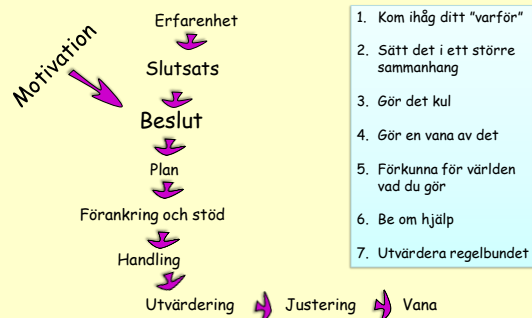 Motivation
Erfarenhet
Slutsats
Beslut
Plan
Förankring och stöd
Handling
Utvärdering Justering Vana
1. Kom ihåg ditt ”varför”
2. Sätt det i ett större
sammanhang
3. Gör det kul
4. Gör en vana av det
5. Förkunna för världen
vad du gör
6. Be om hjälp
7. Utvärdera regelbundet